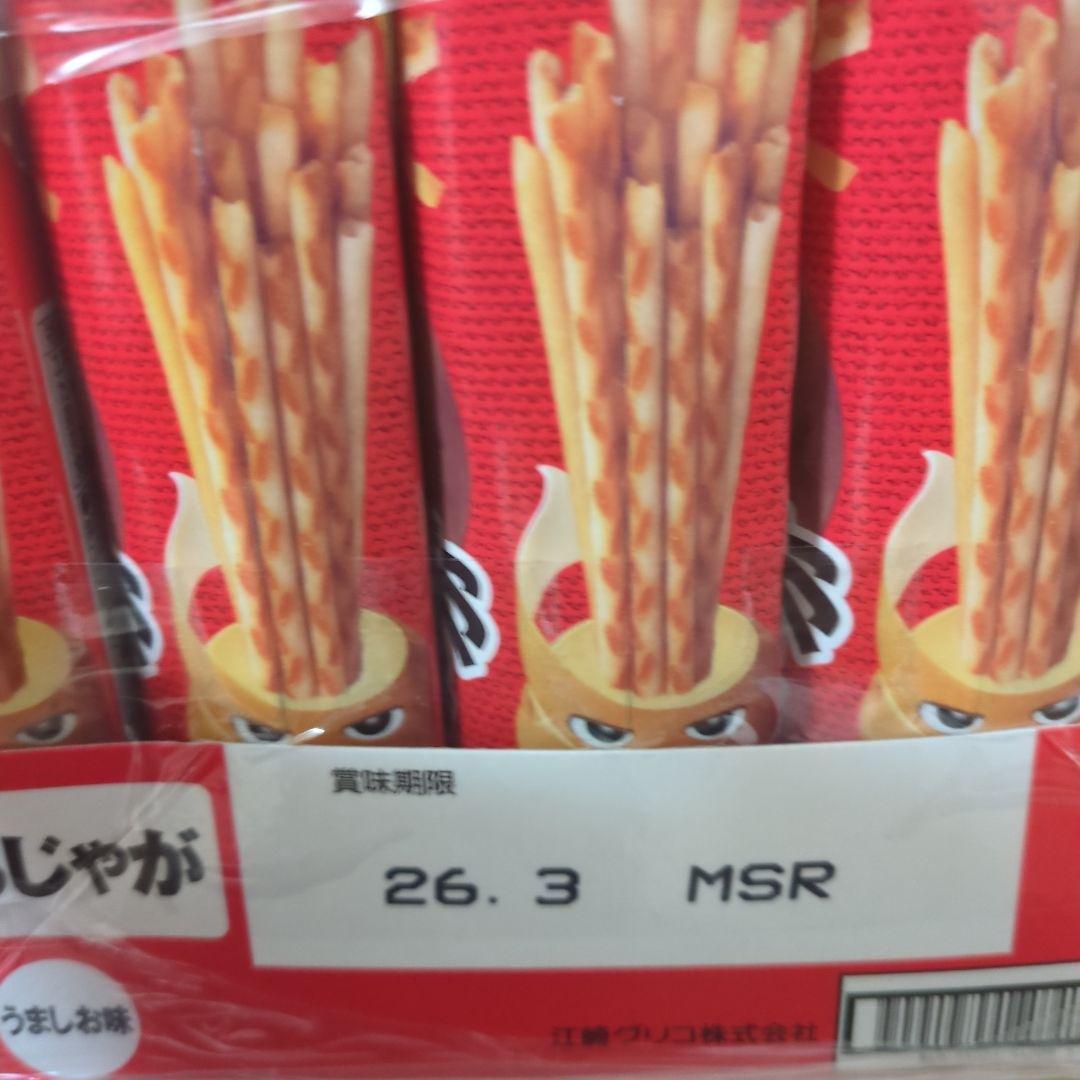 賞味期限
じゃが
26. 3 MSR
うましお味
江崎グリコ株式会社